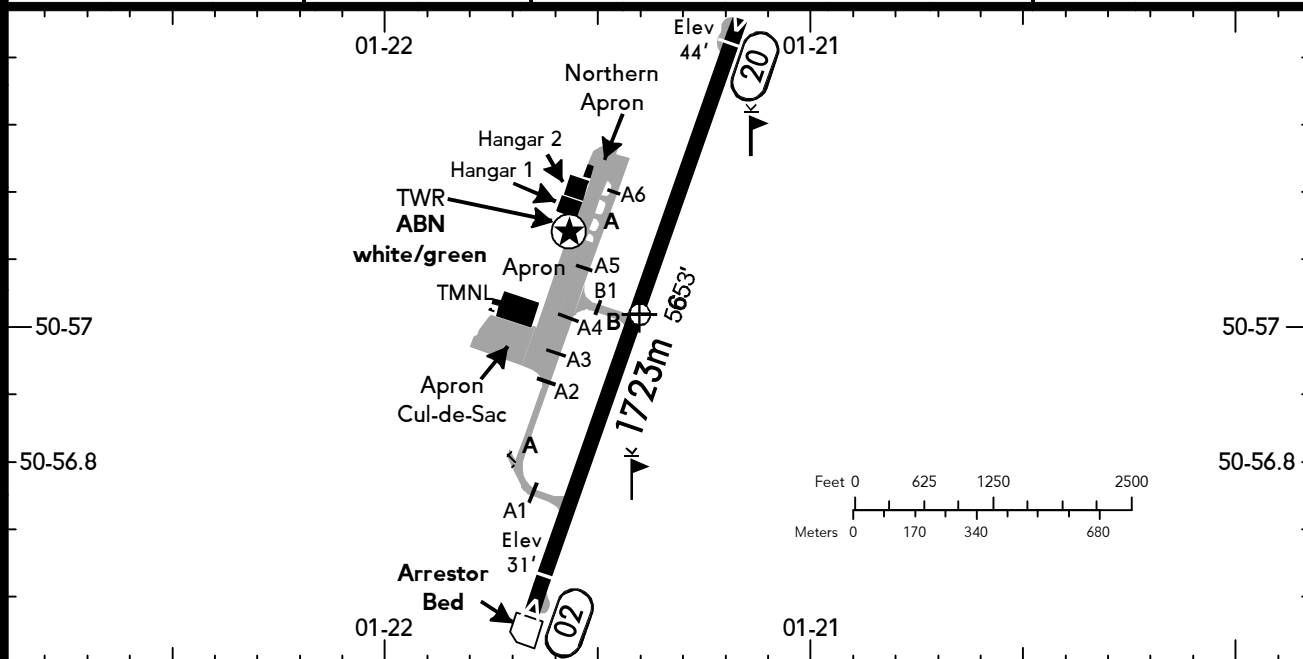 01-22
01-21
Elev
44'
20
Northern
Apron
Hangar 2
Hangar 1
TWR
ABN
white/green
A6
A
Apron
A5
B1
TMNL
A4
B
5653'
50-57
50-57
A3
1723m
A2
Apron
Cul-de-Sac
A
50-56.8
50-56.8
Feet 0 625 1250 2500
Meters 0 170 340 680
A1
Elev
31'
Arrestor
Bed
02
01-22
01-21